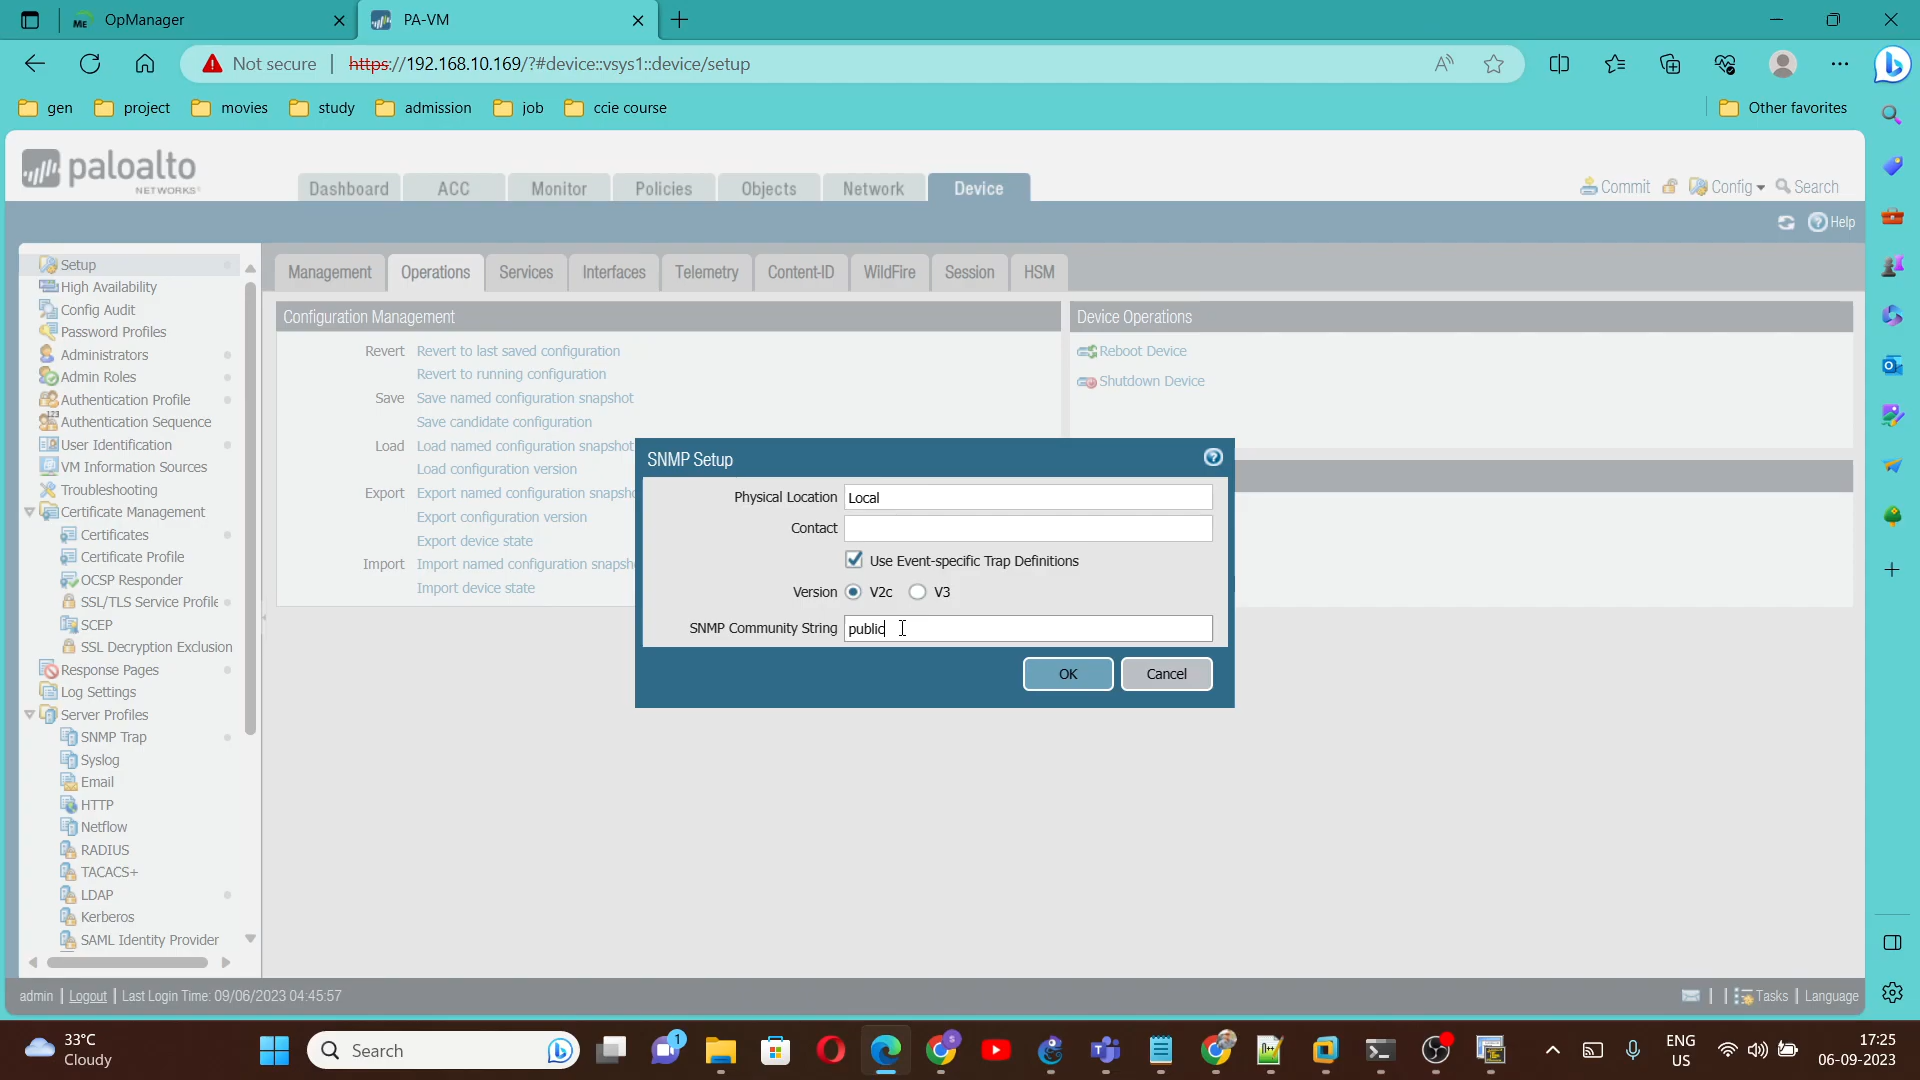 OpManager
PA-VM
Not secure | https://192.168.10.169/?#device::vsys1::device/setup
gen project movies study admission job ccie course Other favorites
paloalto
NETWORKS
Dashboard ACC Monitor Policies Objects Network Device
Commit Config Search
Help
Setup
High Availability
Config Audit
Password Profiles
Administrators
Admin Roles
Authentication Profile
Authentication Sequence
User Identification
VM Information Sources
Troubleshooting
Certificate Management
Certificates
Certificate Profile
OCSP Responder
SSL/TLS Service Profile
SCEP
SSL Decryption Exclusion
Response Pages
Log Settings
Server Profiles
SNMP Trap
Syslog
Email
HTTP
Netflow
RADIUS
TACACS+
LDAP
Kerberos
SAML Identity Provider
Management Operations Services Interfaces Telemetry Content-ID WildFire Session HSM
Configuration Management
Revert Revert to last saved configuration
Revert to running configuration
Save Save named configuration snapshot
Save candidate configuration
Load Load named configuration snapshot
Load configuration version
Export Export named configuration snapsho
Export configuration version
Export device state
Import Import named configuration snapsh
Import device state
Device Operations
Reboot Device
Shutdown Device
SNMP Setup
Physical Location Local
Contact
Use Event-specific Trap Definitions
Version V2c V3
SNMP Community String public
OK Cancel
admin | Logout | Last Login Time: 09/06/2023 04:45:57
Tasks | Language
33°C
Cloudy
Search
1
ENG
US
17:25
06-09-2023